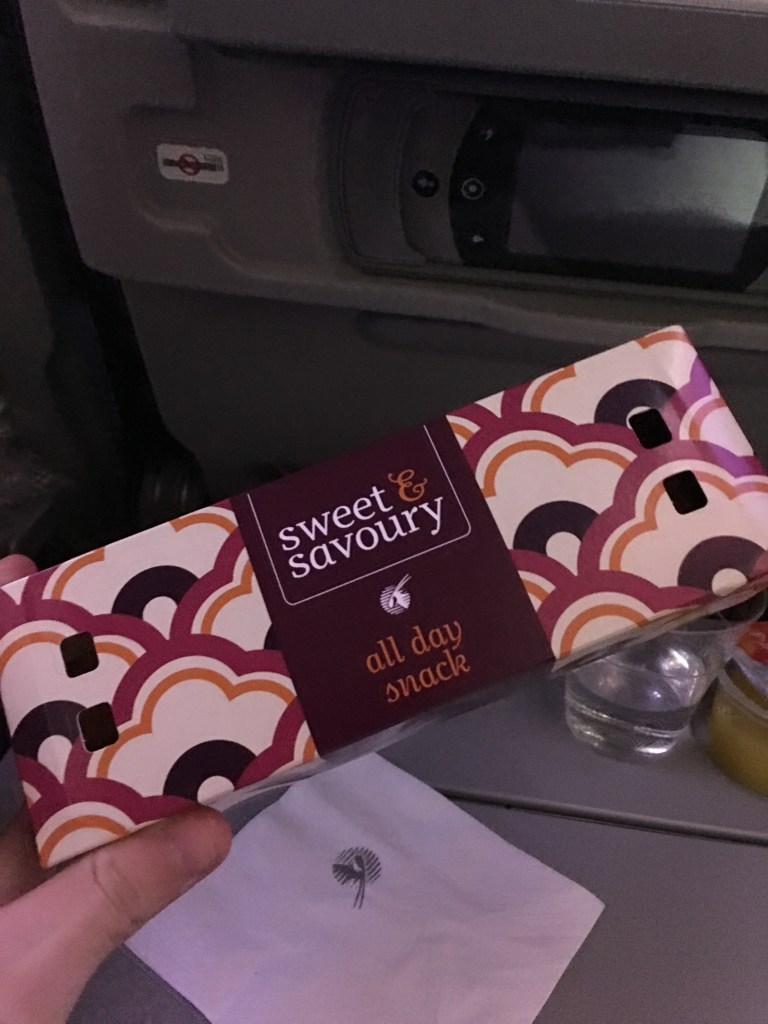 sweet &
savoury
all day
snack